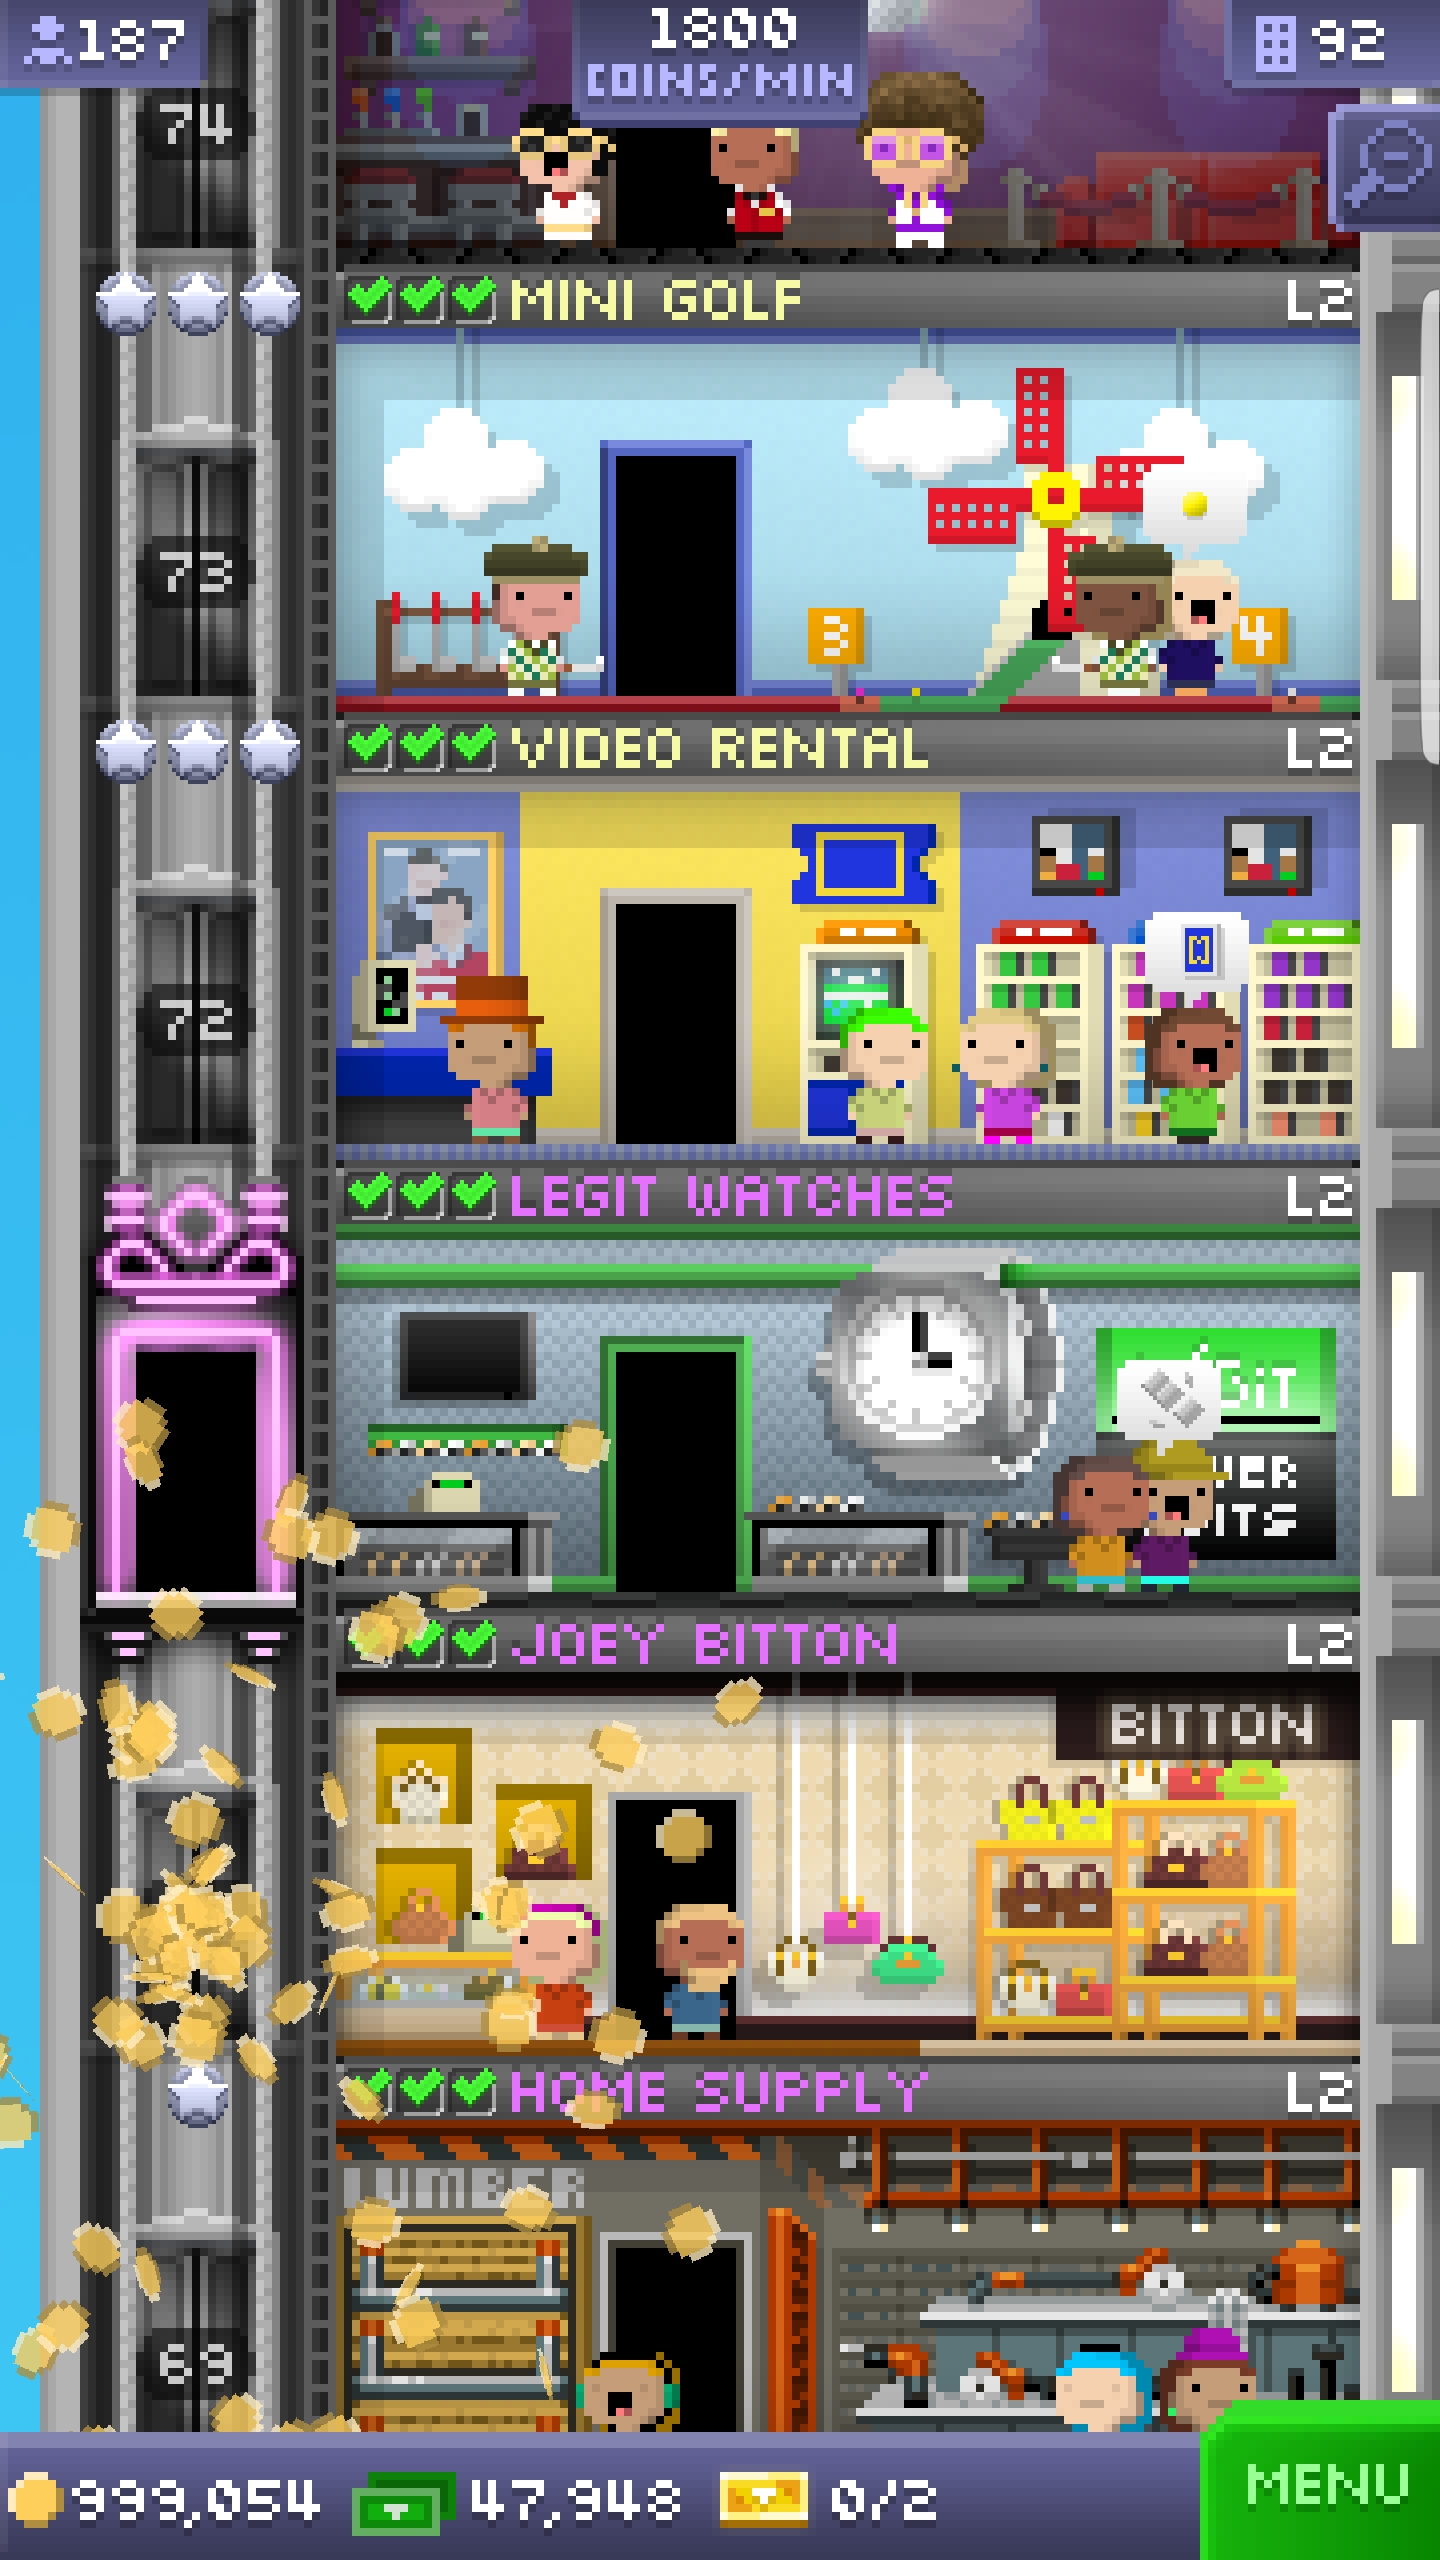 187
1800
COINS/MIN
92
74
MINI GOLF L2
73
3
4
VIDEO RENTAL L2
72
LEGIT WATCHES L2
JOEY BITTON L2
BITTON
HOME SUPPLY L2
LUMBER
69
999,054 47,948 0/2
MENU